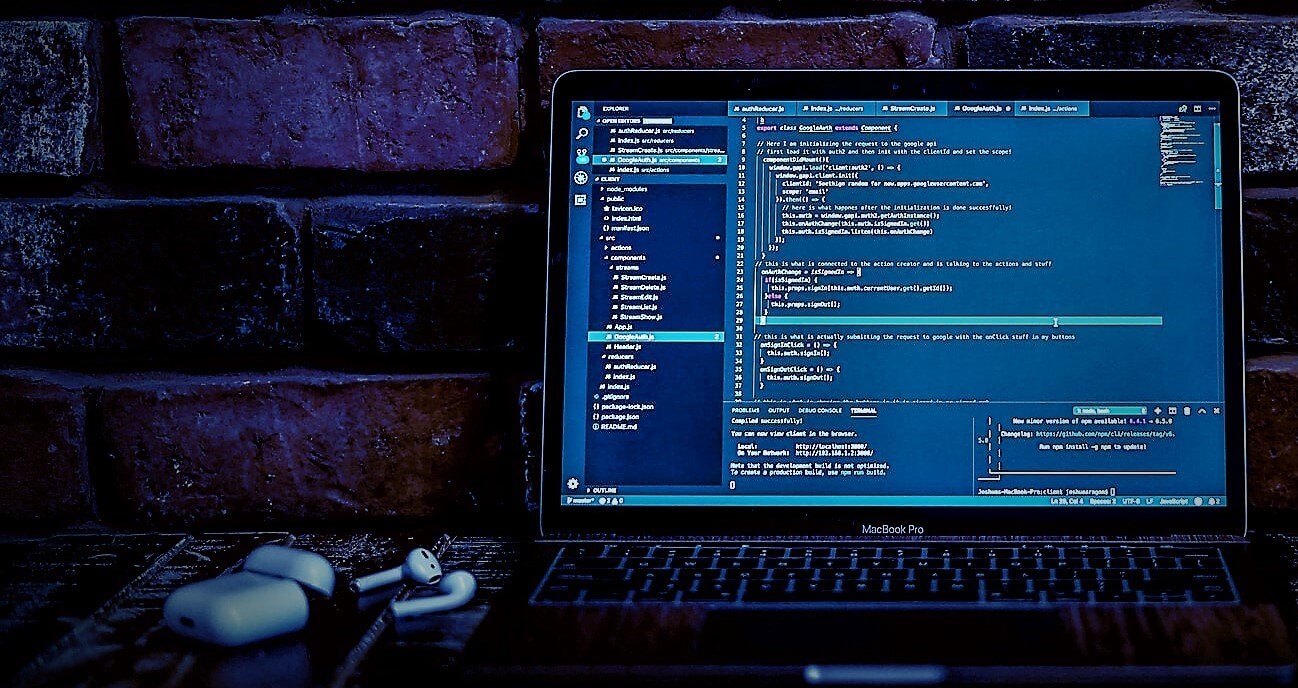 EXPLORER
OPEN EDITORS
authReducer.js src/reducers
index.js src/reducers
StreamCreate.js src/components/strea...
GoogleAuth.js src/components 2
index.js src/actions
CLIENT
node_modules
public
favicon.ico
index.html
manifest.json
src
actions
components
streams
StreamCreate.js
StreamDelete.js
StreamEdit.js
StreamList.js
StreamShow.js
App.js
GoogleAuth.js 2
Header.js
reducers
authReducer.js
index.js
index.js
.gitignore
package-lock.json
package.json
README.md
OUTLINE
authReducer.js index.js .../reducers StreamCreate.js GoogleAuth.js index.js .../actions
4
5 export class GoogleAuth extends Component {
6
7 // Here I am initializing the request to the google api
8 // first load it with auth2 and then init with the clientId and set the scope!
9 componentDidMount(){
10 window.gapi.load('client:auth2', () => {
11 window.gapi.client.init({
12 clientId: "Somethign random for now.apps.googleusercontent.com",
13 scope: 'email'
14 }).then(() => {
15 // here is what happnes after the initialization is done succesffully!
16 this.auth = window.gapi.auth2.getAuthInstance();
17 this.onAuthChange(this.auth.isSignedIn.get())
18 this.auth.isSignedIn.listen(this.onAuthChange)
19 });
20 });
21 }
22 // this is what is connected to the action creator and is talking to the actions and stuff
23 onAuthChange = isSignedIn => {
24 if(isSignedIn) {
25 this.props.signIn(this.auth.currentUser.get().getId());
26 }else {
27 this.props.signOut();
28 }
29 }
30
31 // this is what is actually submitting the request to google with the onClick stuff in my buttons
32 onSignInClick = () => {
33 this.auth.signIn();
34 }
35 onSignOutClick = () => {
36 this.auth.signOut();
37 }
38
PROBLEMS OUTPUT DEBUG CONSOLE TERMINAL
1: node, bash
Compiled successfully!
You can now view client in the browser.
Local: http://localhost:3000/
On Your Network: http://192.168.1.2:3000/
Note that the development build is not optimized.
To create a production build, use npm run build.
New minor version of npm available! 6.4.1 → 6.5.0
Changelog: https://github.com/npm/cli/releases/tag/v6.
5.0
Run npm install -g npm to update!
Joshuas-MacBook-Pro:client joshuaaragon$
master* Ln 29, Col 4 Spaces: 2 UTF-8 LF JavaScript 2
MacBook Pro